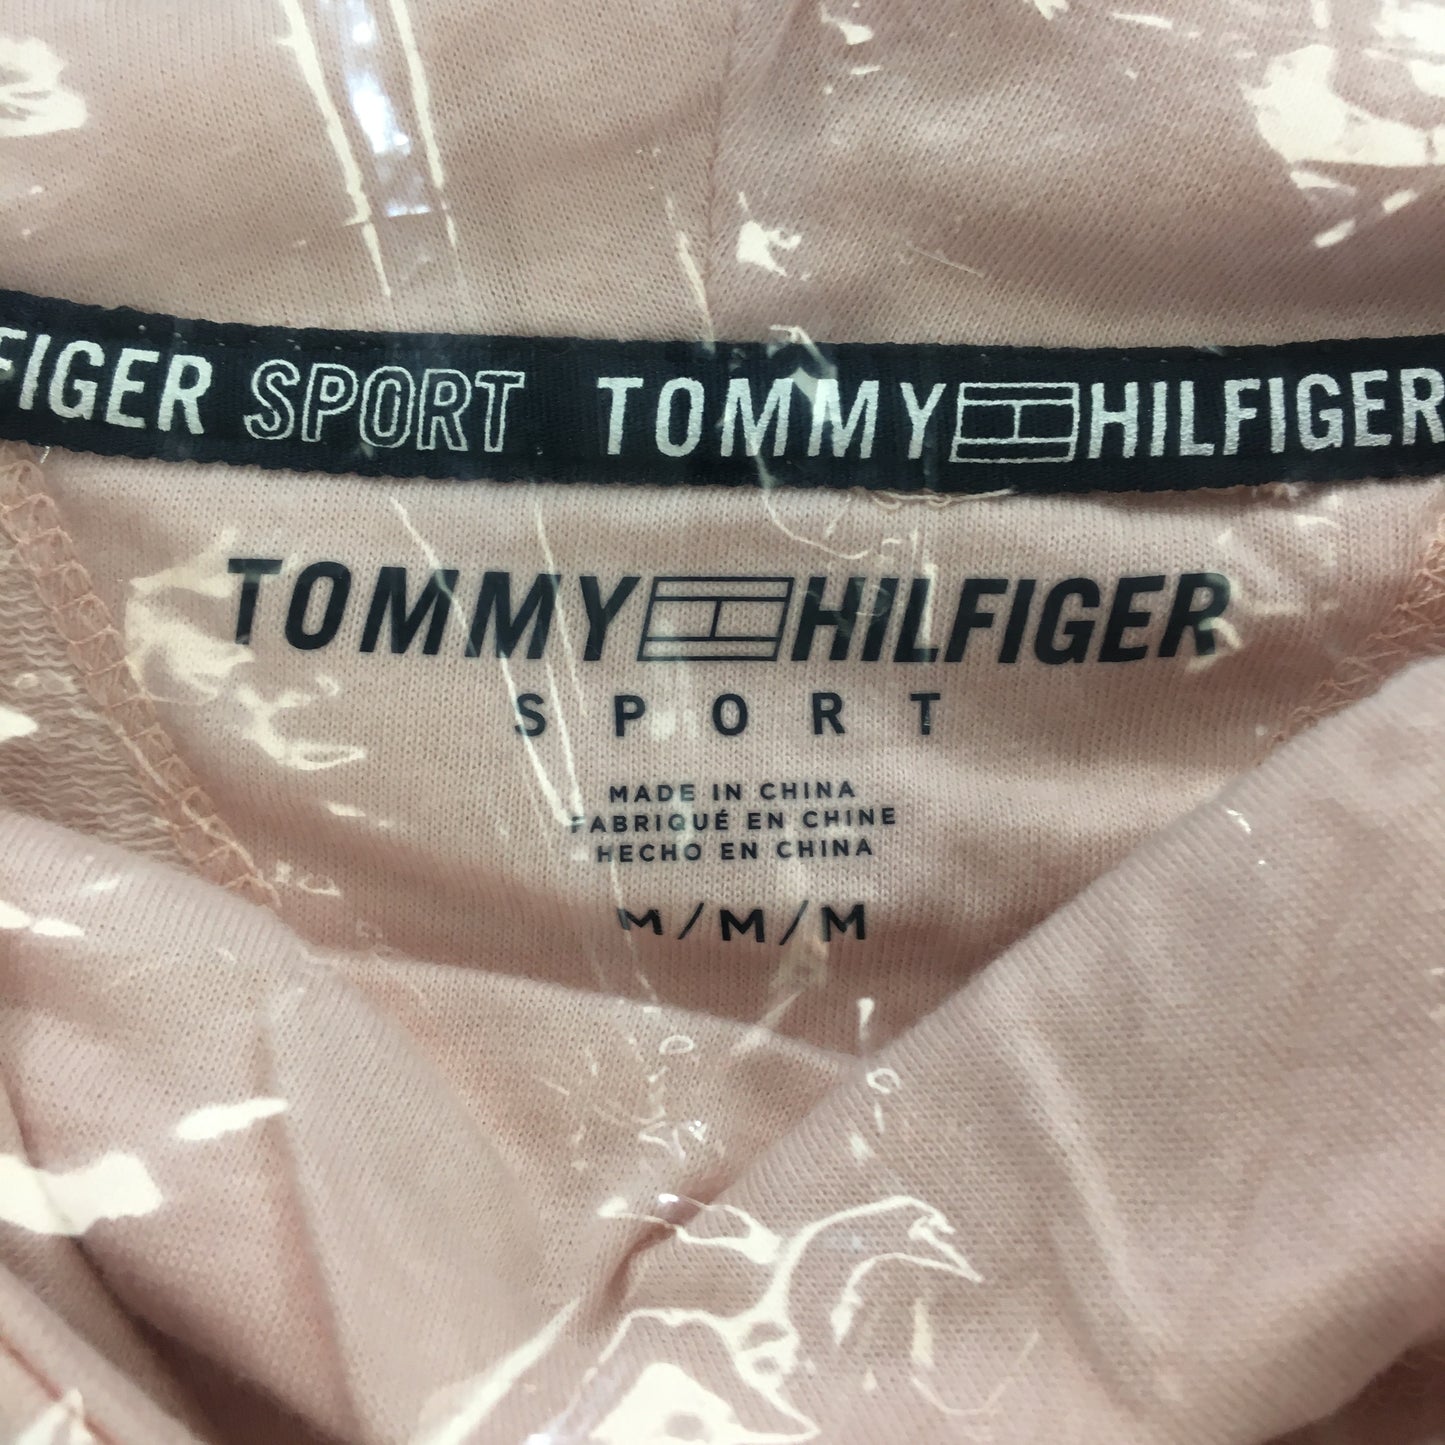 FIGER SPORT TOMMY HILFIGER
TOMMY HILFIGER
SPORT
MADE IN CHINA
FABRIQUÉ EN CHINE
HECHO EN CHINA
M/M/M